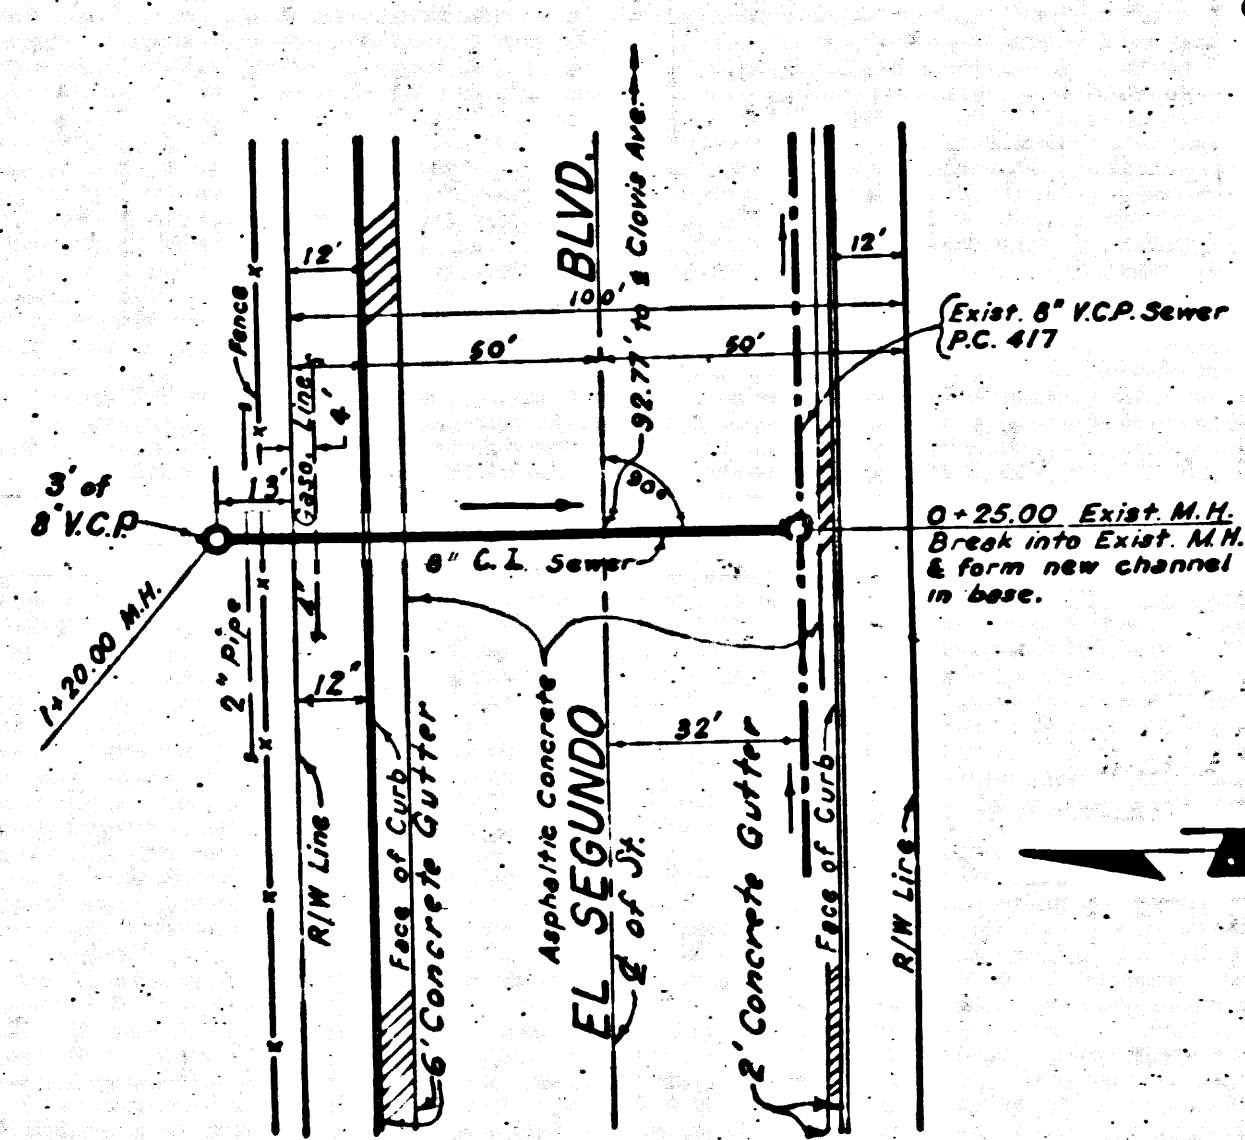 BLVD.
92.77' to ℄ Clovis Ave.
12'
12'
100'
50'
50'
Exist. 8" V.C.P. Sewer
P.C. 417
Fence
Gaso. Lines
4'
90°
13'
3' of
8" V.C.P.
0+25.00 Exist. M.H.
Break into Exist. M.H.
& form new channel
in base.
8" C.I. Sewer
1+20.00 M.H.
2" Pipe
4"
12"
32'
R/W Line
Face of Curb
6' Concrete Gutter
Asphaltic Concrete
EL SEGUNDO
℄ of St.
2' Concrete Gutter
Face of Curb
R/W Line